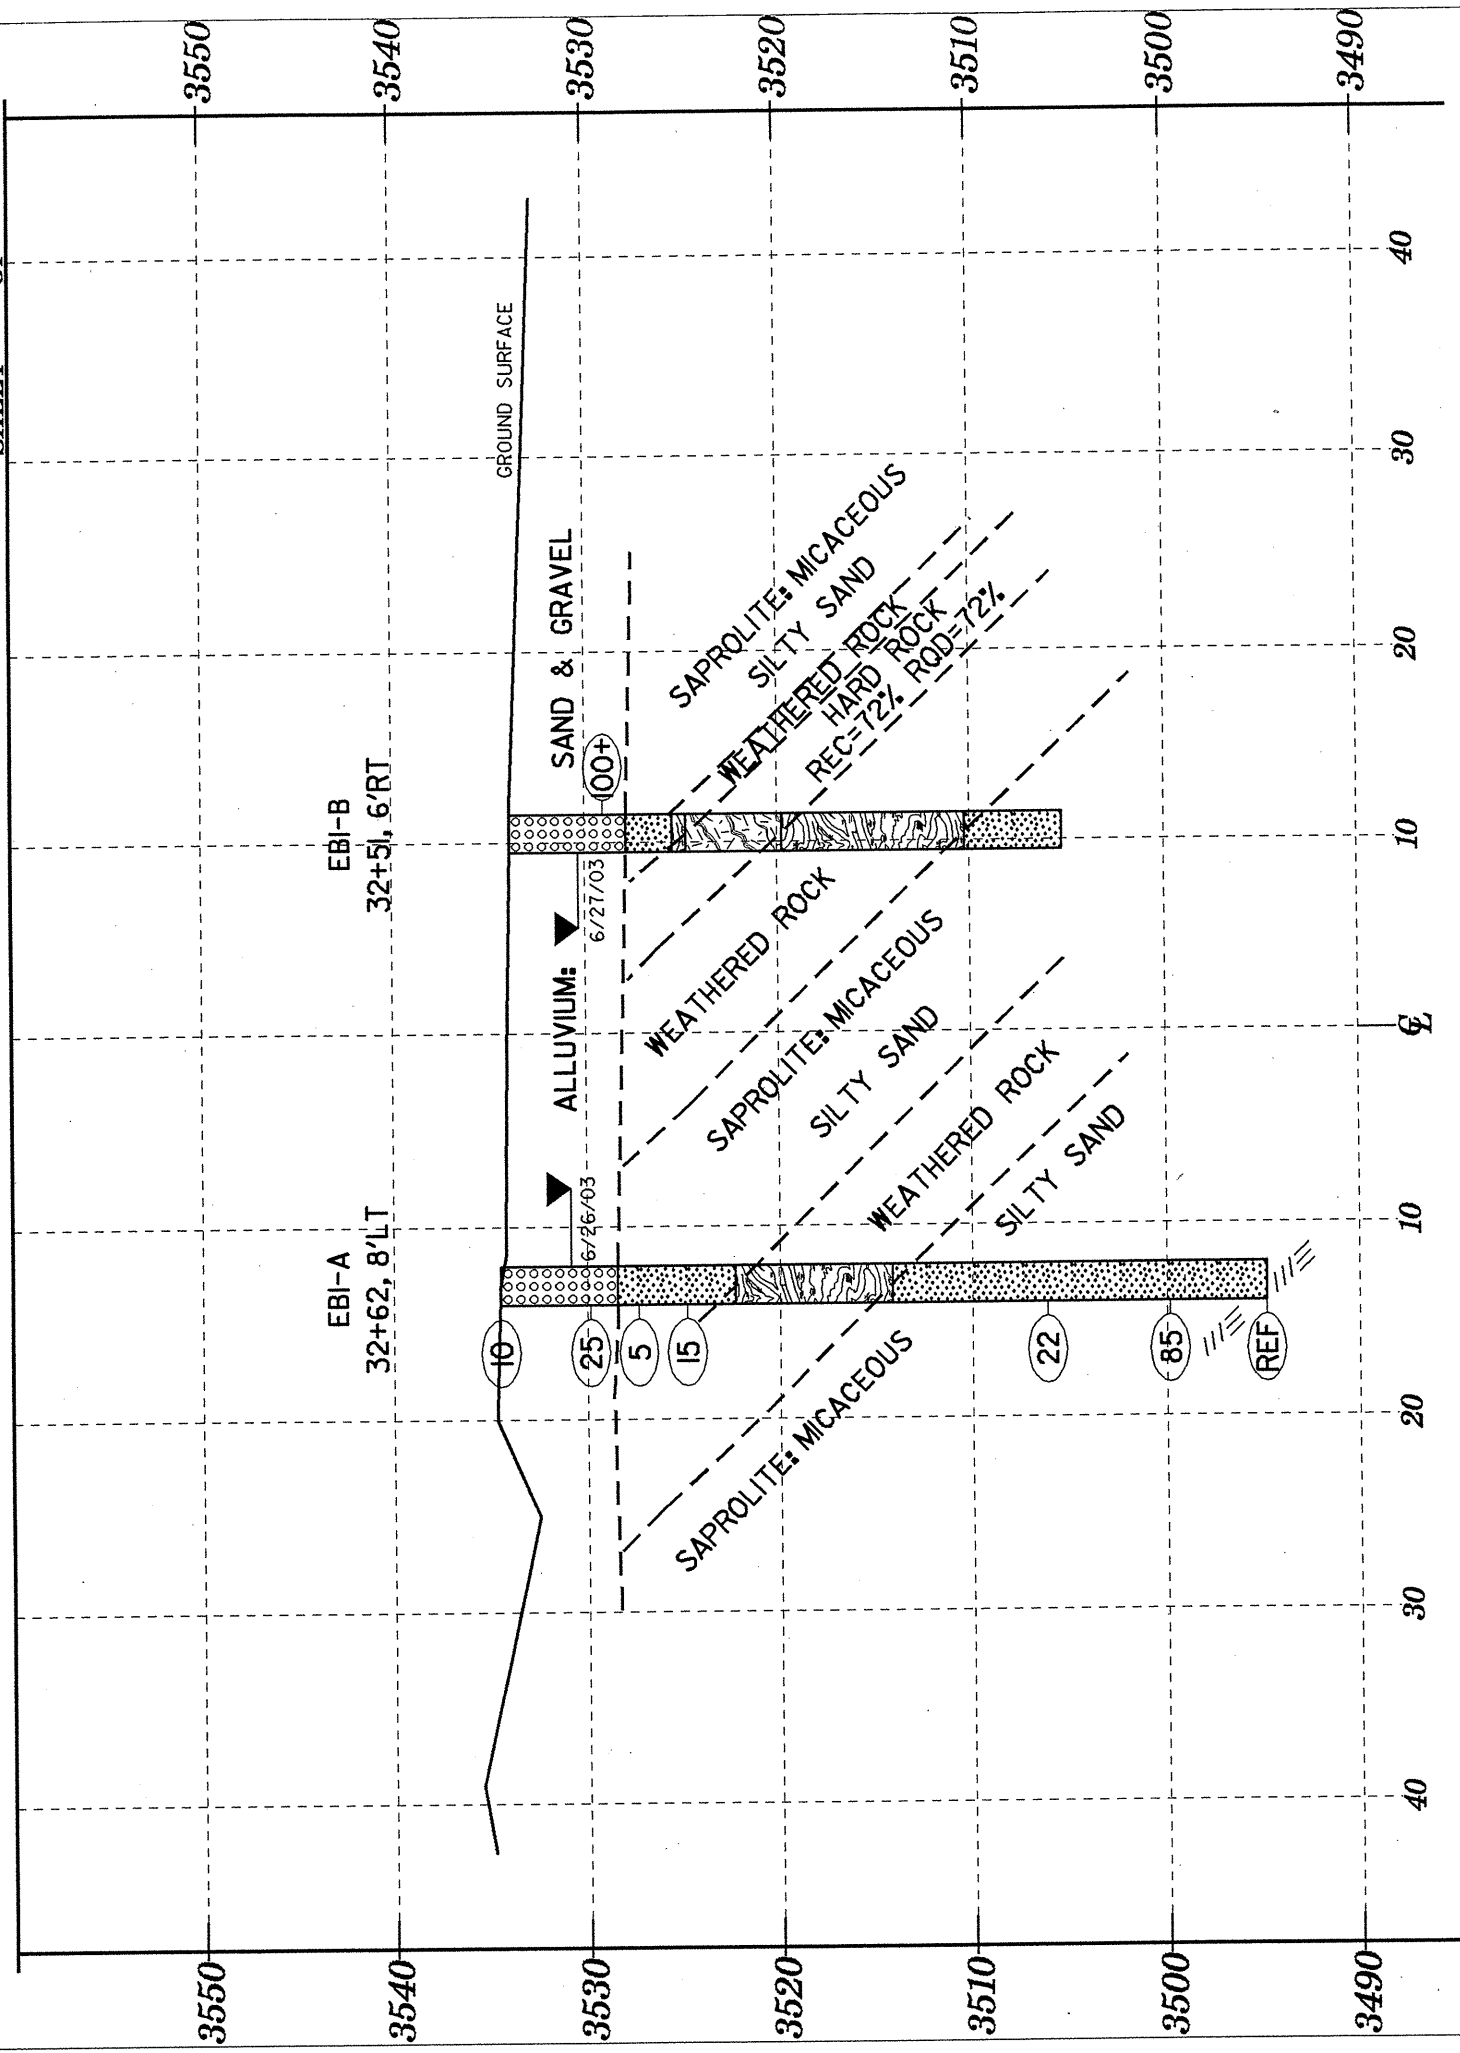 3550
3540
3530
3520
3510
3500
3490
3550
3540
3530
3520
3510
3500
3490
EB1-A
32+62, 8'LT
EB1-B
32+51, 6'RT
GROUND SURFACE
ALLUVIUM: SAND & GRAVEL
6/26/03
6/27/03
10
25
5
15
22
85
REF
100+
SAPROLITE: MICACEOUS
SILTY SAND
WEATHERED ROCK
HARD ROCK
REC=72% RQD=72%
WEATHERED ROCK
SAPROLITE: MICACEOUS
SILTY SAND
WEATHERED ROCK
SAPROLITE: MICACEOUS
SILTY SAND
40
30
20
10
℄
10
20
30
40